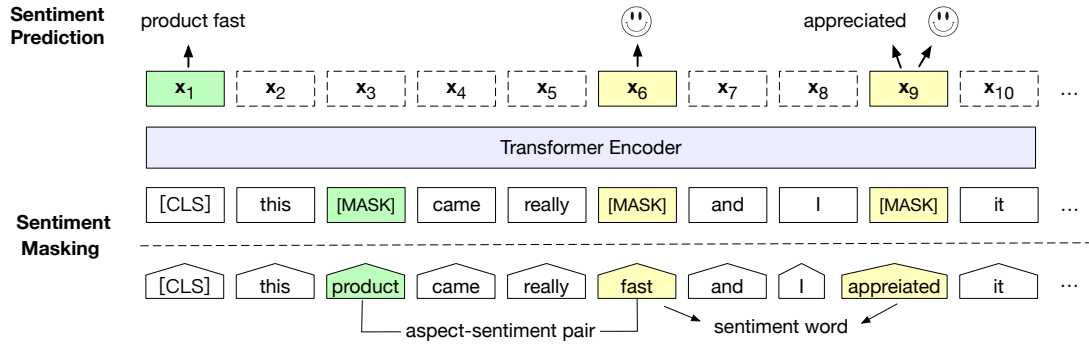 Sentiment Prediction
product fast
appreciated
x1 x2 x3 x4 x5 x6 x7 x8 x9 x10 ...
Transformer Encoder
[CLS] this [MASK] came really [MASK] and I [MASK] it ...
Sentiment Masking
[CLS] this product came really fast and I appreiated it ...
aspect-sentiment pair
sentiment word